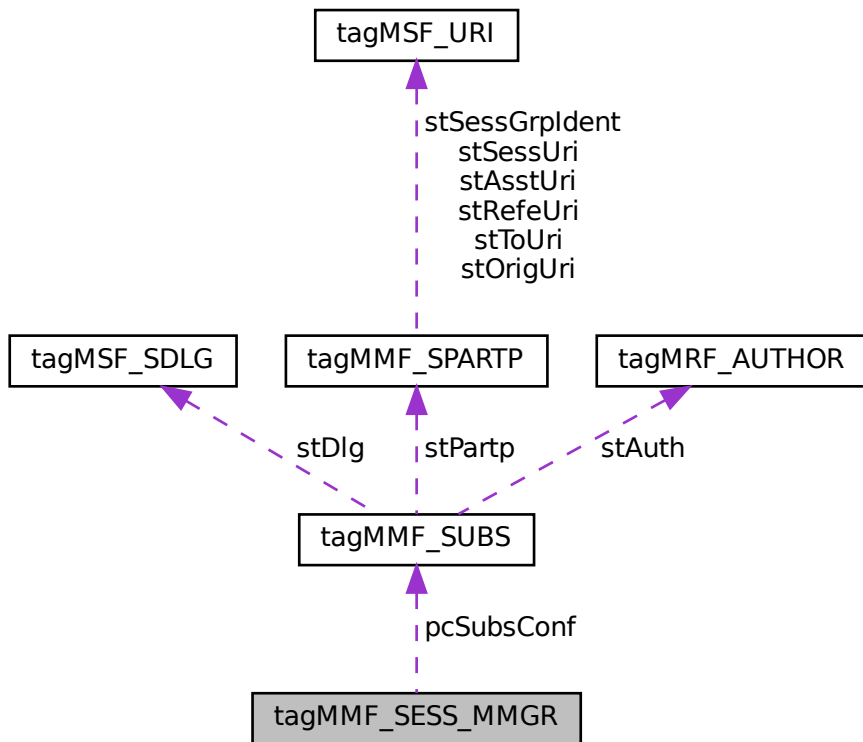 tagMSF_URI
stSessGrpIdent
stSessUri
stAsstUri
stRefeUri
stToUri
stOrigUri
tagMSF_SDLG
tagMMF_SPARTP
tagMRF_AUTHOR
stDlg
stPartp
stAuth
tagMMF_SUBS
pcSubsConf
tagMMF_SESS_MMGR